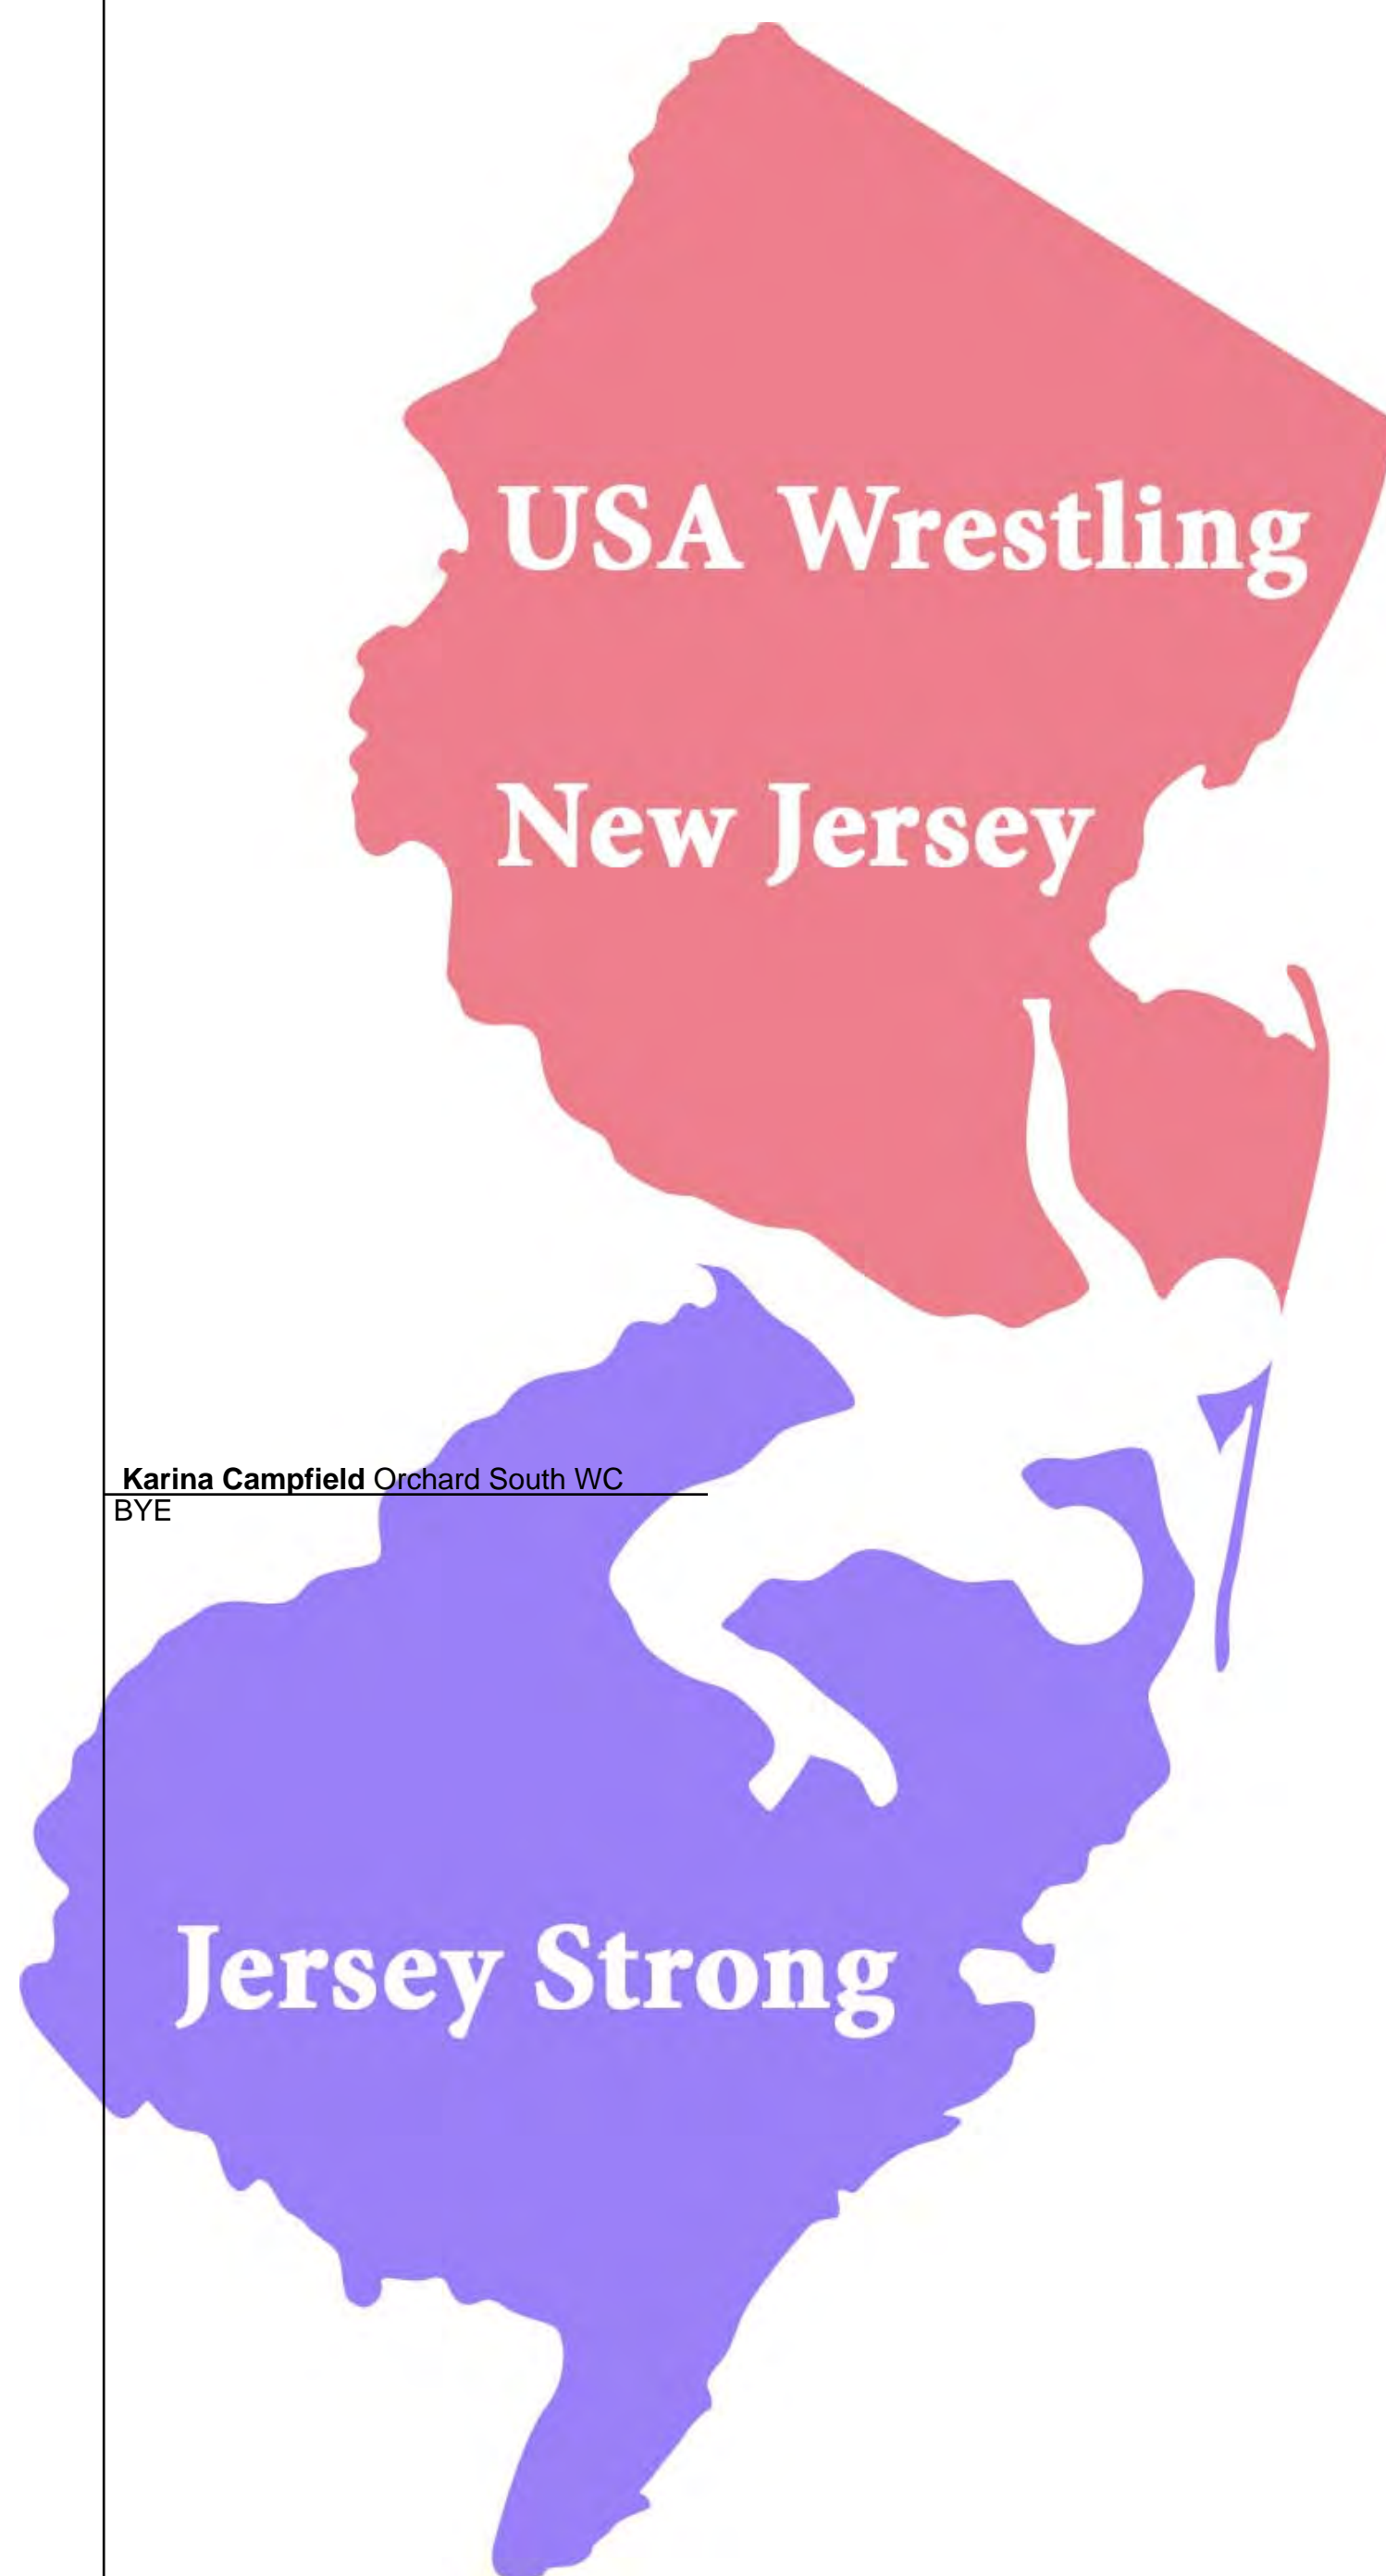 USA Wrestling
New Jersey
Karina Campfield Orchard South WC
BYE
Jersey Strong